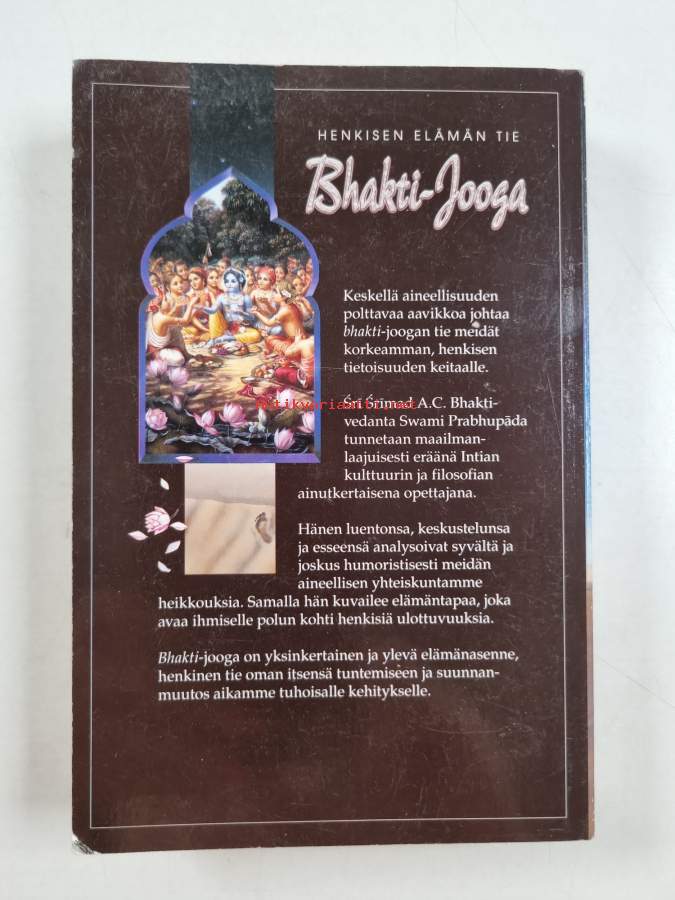 HENKISEN ELÄMÄN TIE
Bhakti-Jooga
Keskellä aineellisuuden
polttavaa aavikkoa johtaa
bhakti-joogan tie meidät
korkeamman, henkisen
tietoisuuden keitaalle.
Antikvariaatti.net
Śrī Śrīmad A.C. Bhakti-
vedanta Swami Prabhupāda
tunnetaan maailman-
laajuisesti eräänä Intian
kulttuurin ja filosofian
ainutkertaisena opettajana.
Hänen luentonsa, keskustelunsa
ja esseensä analysoivat syvältä ja
joskus humoristisesti meidän
aineellisen yhteiskuntamme
heikkouksia. Samalla hän kuvailee elämäntapaa, joka
avaa ihmiselle polun kohti henkisiä ulottuvuuksia.
Bhakti-jooga on yksinkertainen ja ylevä elämänasenne,
henkinen tie oman itsensä tuntemiseen ja suunnan-
muutos aikamme tuhoisalle kehitykselle.